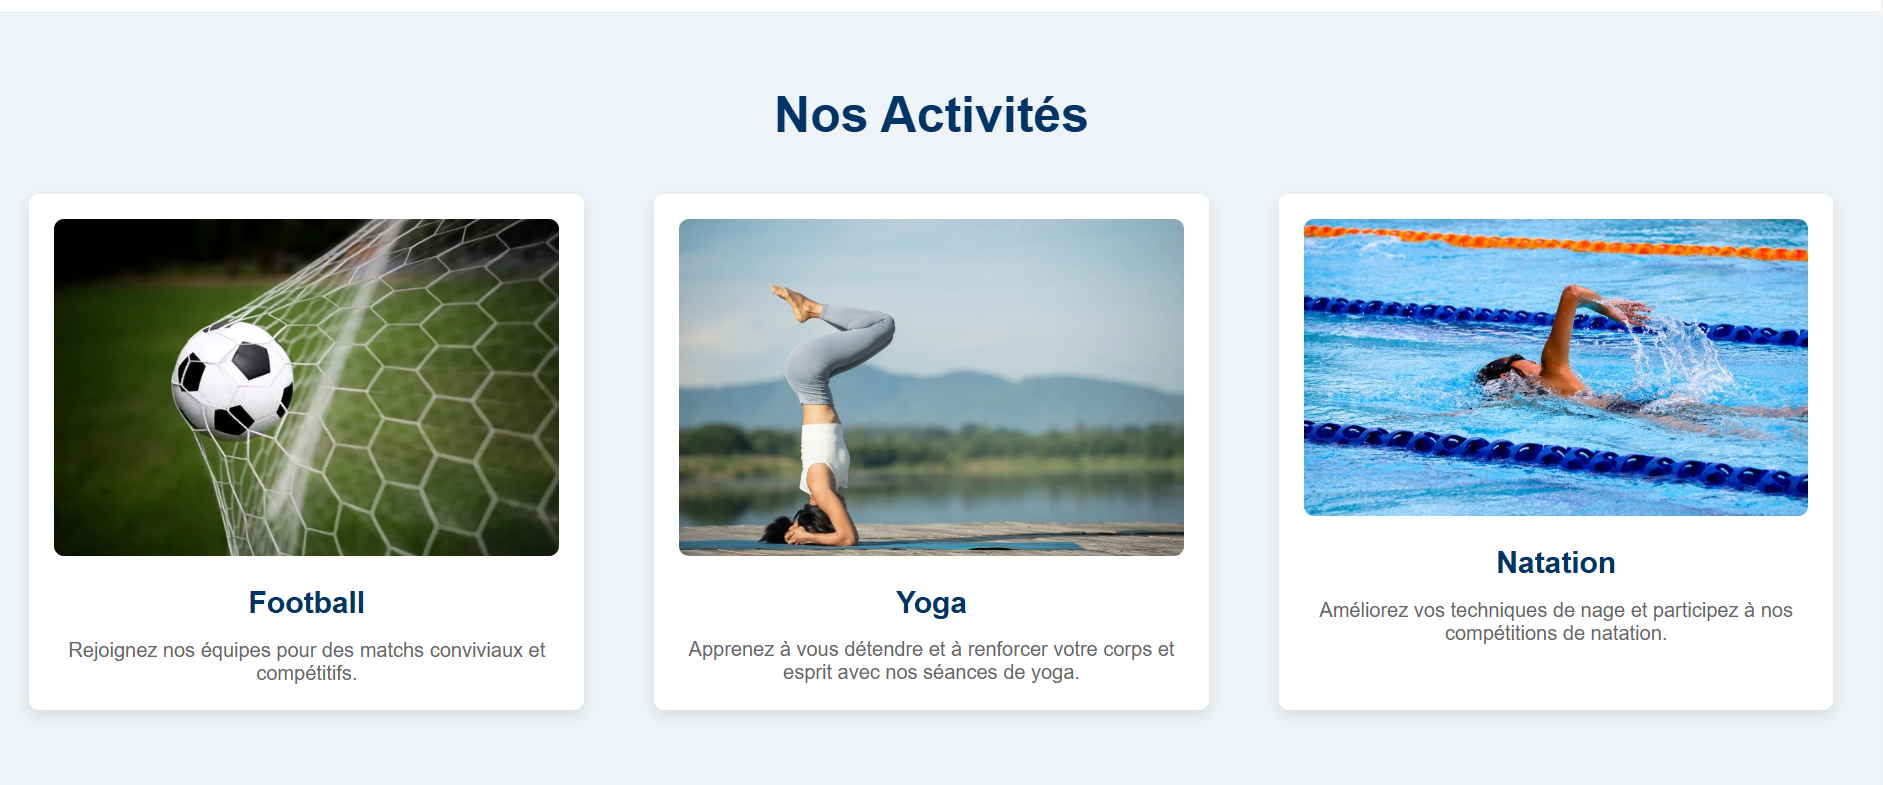 Nos Activités
Football
Rejoignez nos équipes pour des matchs conviviaux et
compétitifs.
Yoga
Apprenez à vous détendre et à renforcer votre corps et
esprit avec nos séances de yoga.
Natation
Améliorez vos techniques de nage et participez à nos
compétitions de natation.